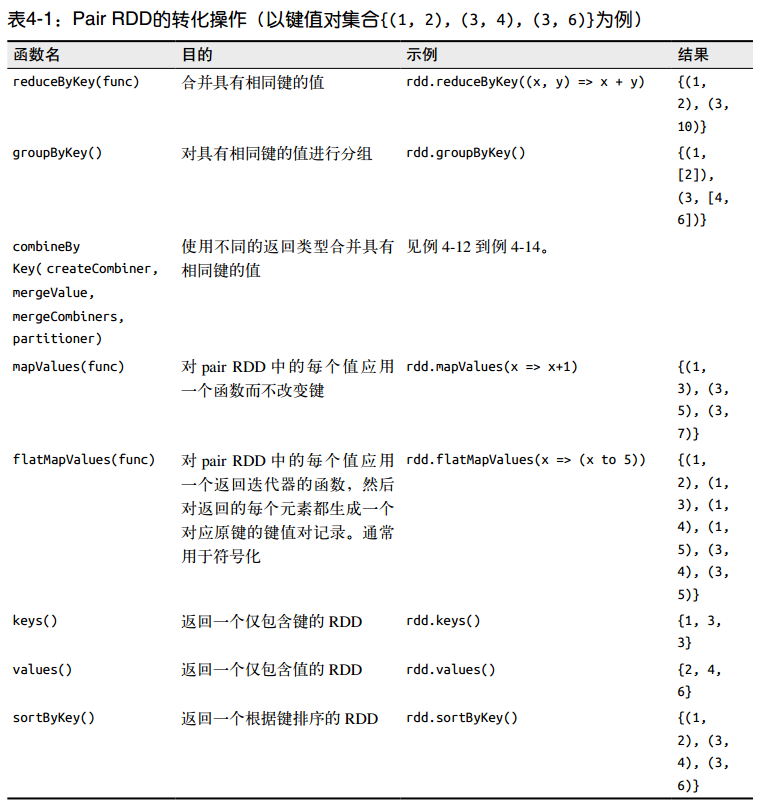 表4-1：Pair RDD的转化操作（以键值对集合{(1, 2), (3, 4), (3, 6)}为例）
函数名 目的 示例 结果
reduceByKey(func) 合并具有相同键的值 rdd.reduceByKey((x, y) => x + y) {(1,
2), (3,
10)}
groupByKey() 对具有相同键的值进行分组 rdd.groupByKey() {(1,
[2]),
(3, [4,
6])}
combineBy 使用不同的返回类型合并具有 见例 4-12 到例 4-14。
Key( createCombiner, 相同键的值
mergeValue,
mergeCombiners,
partitioner)
mapValues(func) 对 pair RDD 中的每个值应用 rdd.mapValues(x => x+1) {(1,
一个函数而不改变键 3), (3,
5), (3,
7)}
flatMapValues(func) 对 pair RDD 中的每个值应用 rdd.flatMapValues(x => (x to 5)) {(1,
一个返回迭代器的函数，然后 2), (1,
对返回的每个元素都生成一个 3), (1,
对应原键的键值对记录。通常 4), (1,
用于符号化 5), (3,
4), (3,
5)}
keys() 返回一个仅包含键的 RDD rdd.keys() {1, 3,
3}
values() 返回一个仅包含值的 RDD rdd.values() {2, 4,
6}
sortByKey() 返回一个根据键排序的 RDD rdd.sortByKey() {(1,
2), (3,
4), (3,
6)}